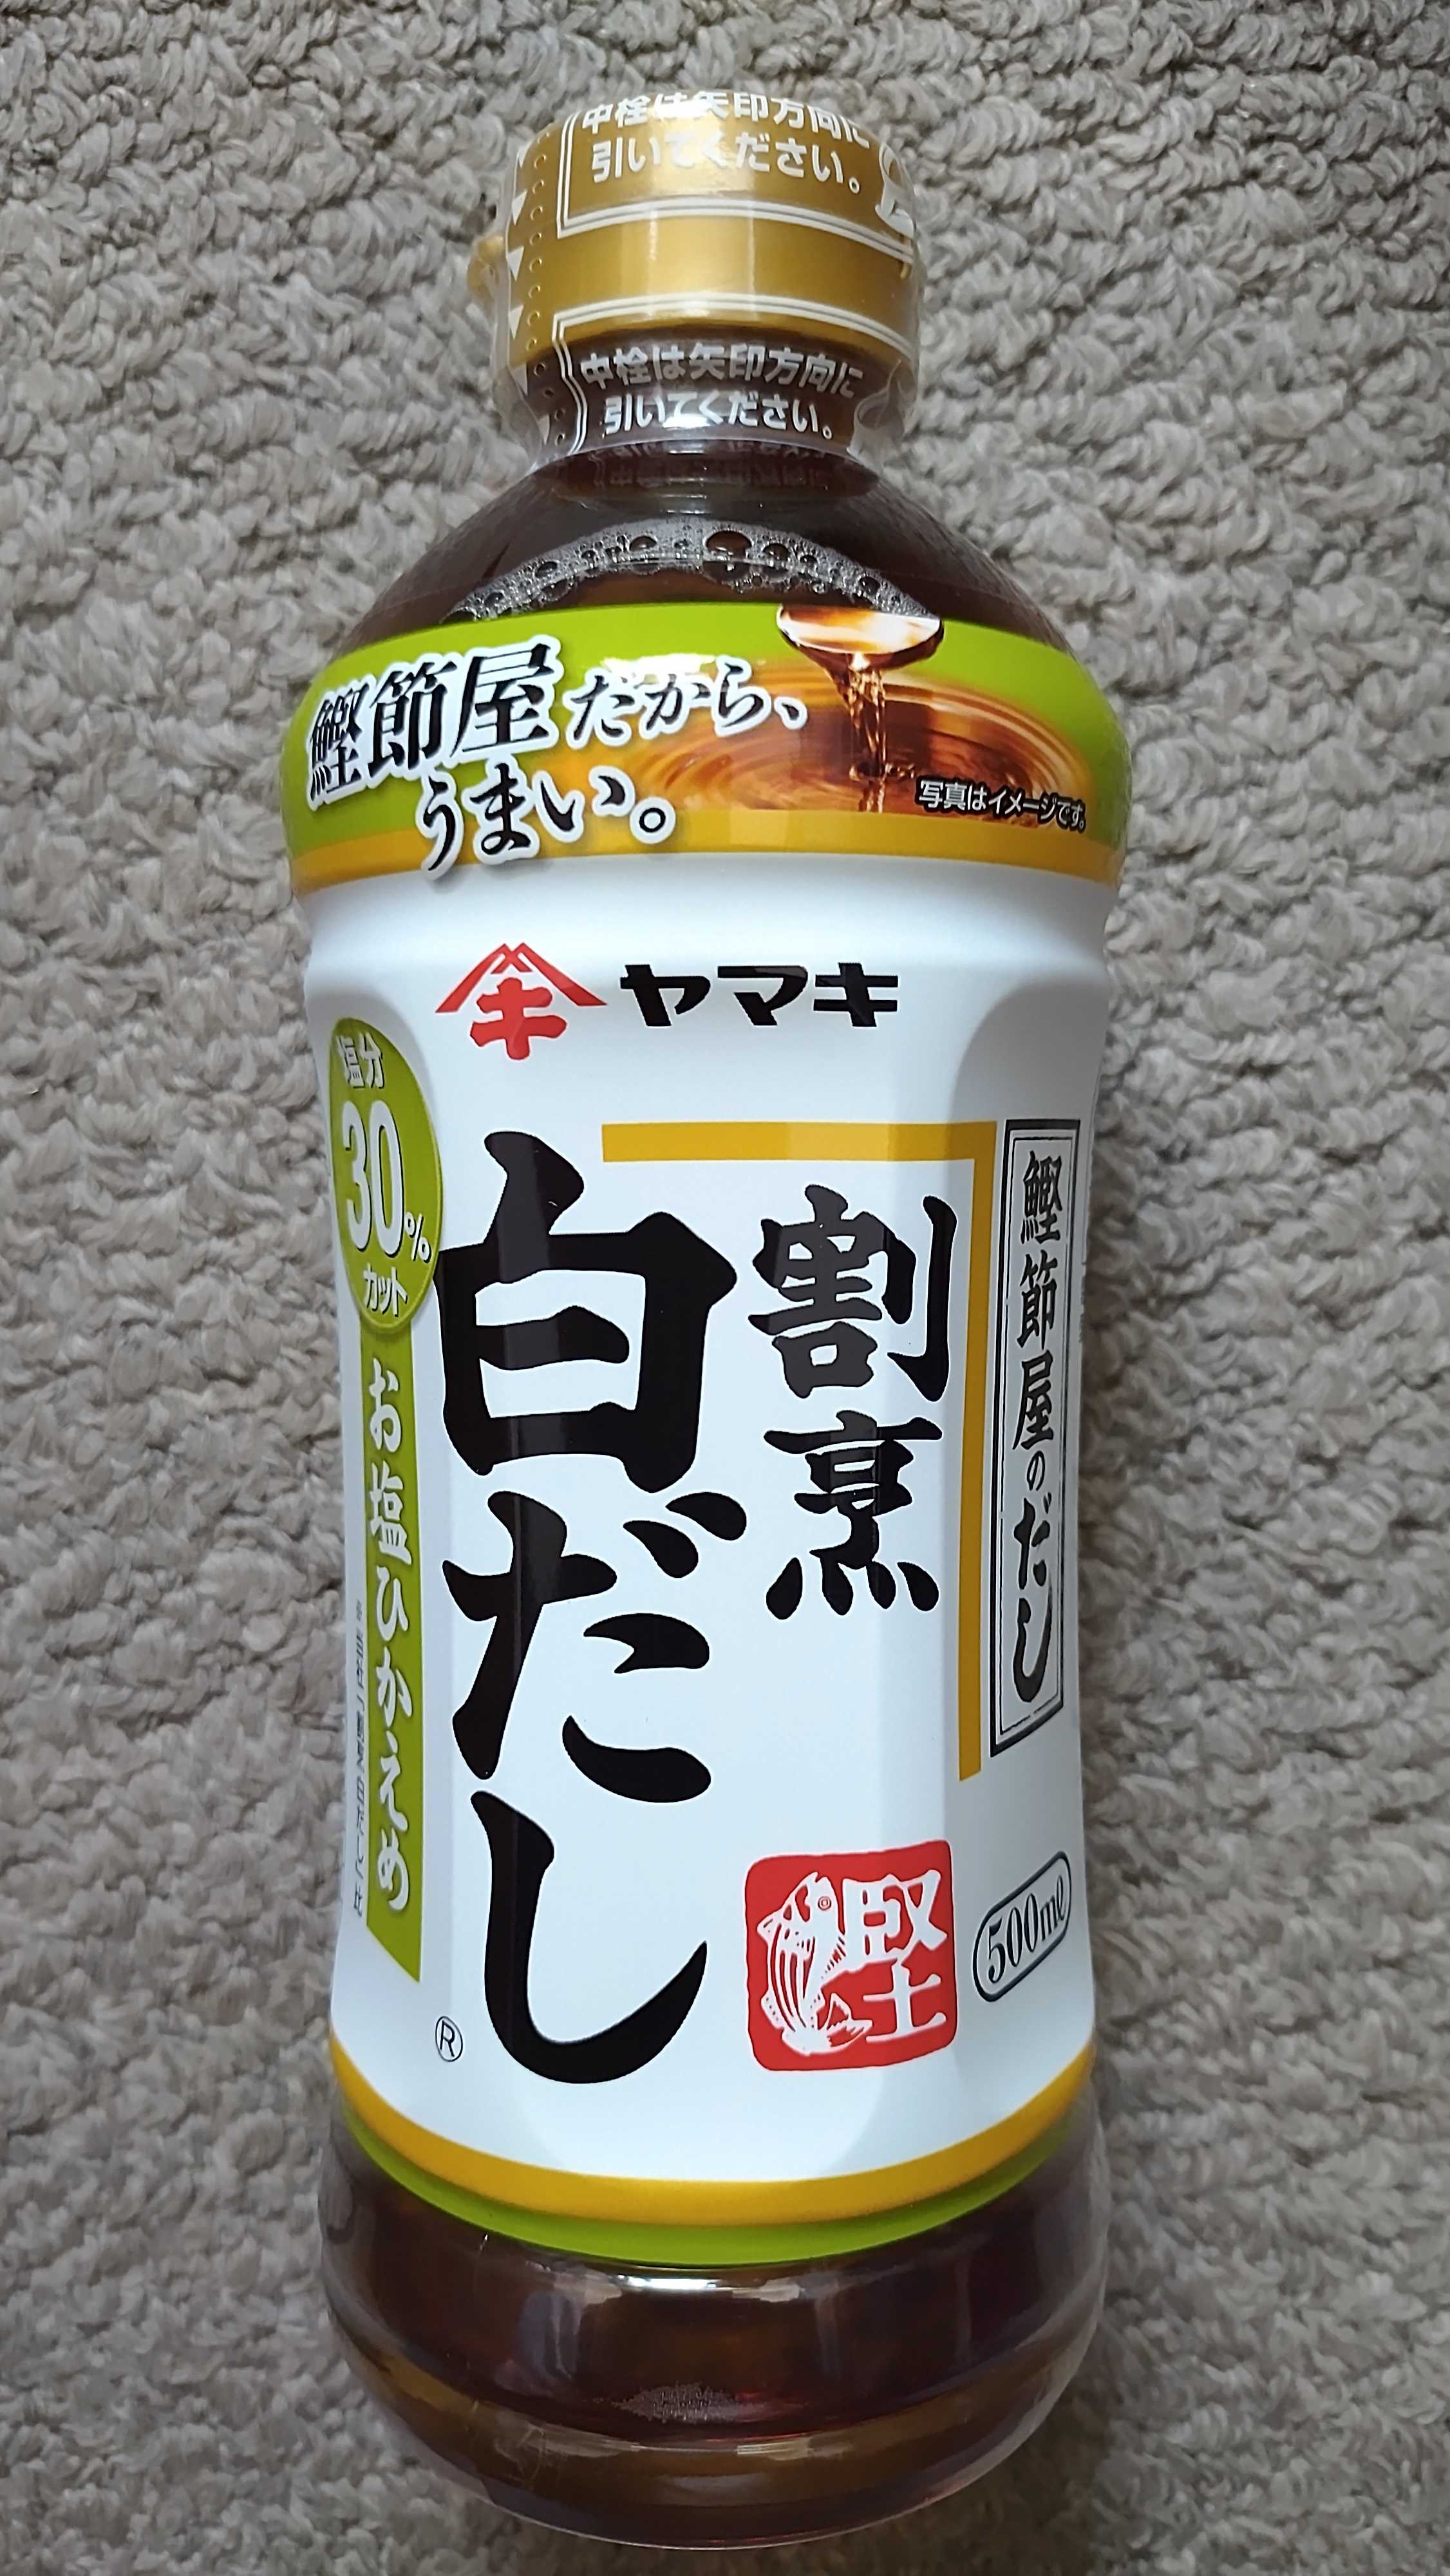 中栓は矢印方向に
引いてください。
中栓は矢印方向に
引いてください。
鰹節屋だから、
うまい。
写真はイメージです。
ヤマキ
塩分
30%
カット
鰹節屋のだし
割烹
白だし
お塩ひかえめ
鰹
500ml
®